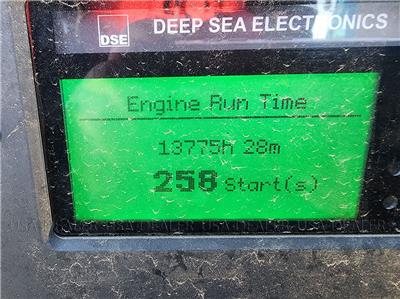 DSE
DEEP SEA ELECTRONICS
Engine Run Time
13775h 28m
258 Start(s)